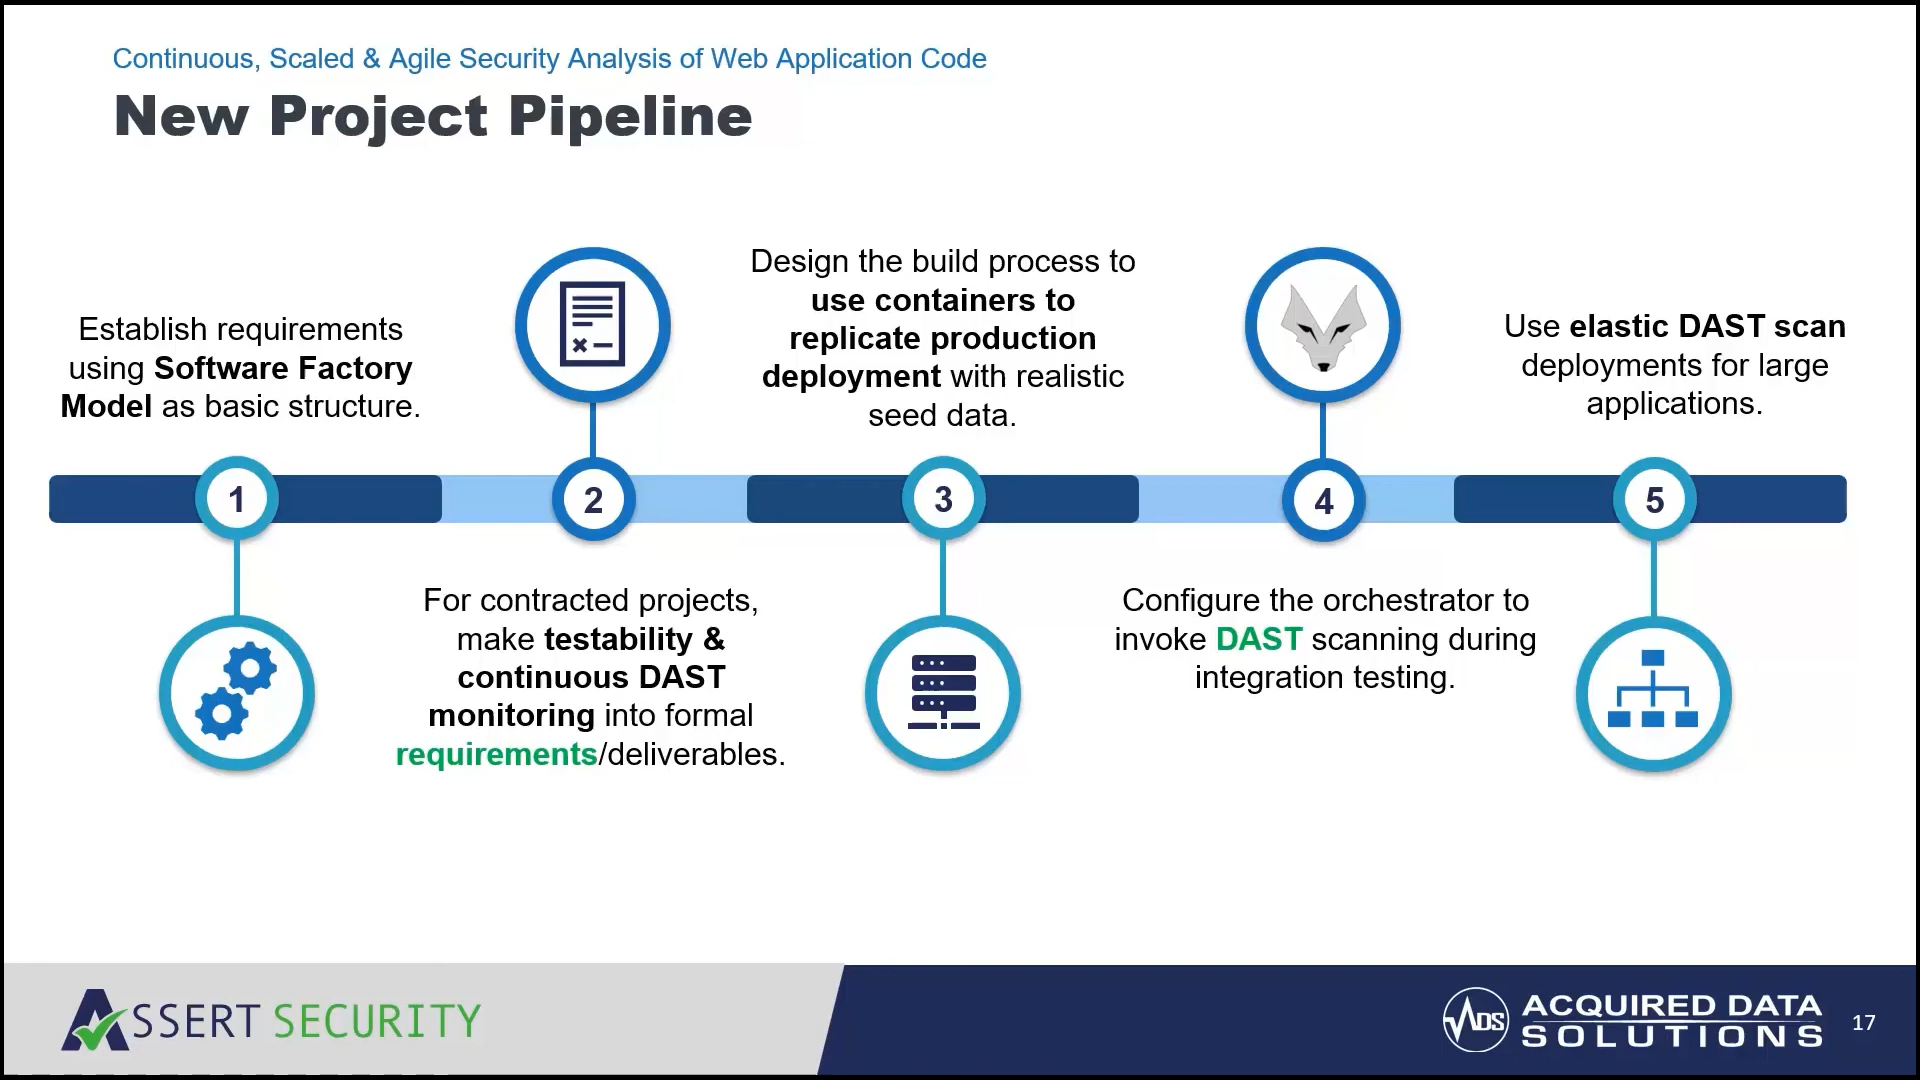 Continuous, Scaled & Agile Security Analysis of Web Application Code
New Project Pipeline
Establish requirements
using Software Factory
Model as basic structure.
1
For contracted projects,
make testability &
continuous DAST
monitoring into formal
requirements/deliverables.
2
Design the build process to
use containers to
replicate production
deployment with realistic
seed data.
3
Configure the orchestrator to
invoke DAST scanning during
integration testing.
4
Use elastic DAST scan
deployments for large
applications.
5
ASSERT SECURITY
ADS
ACQUIRED DATA
SOLUTIONS
17